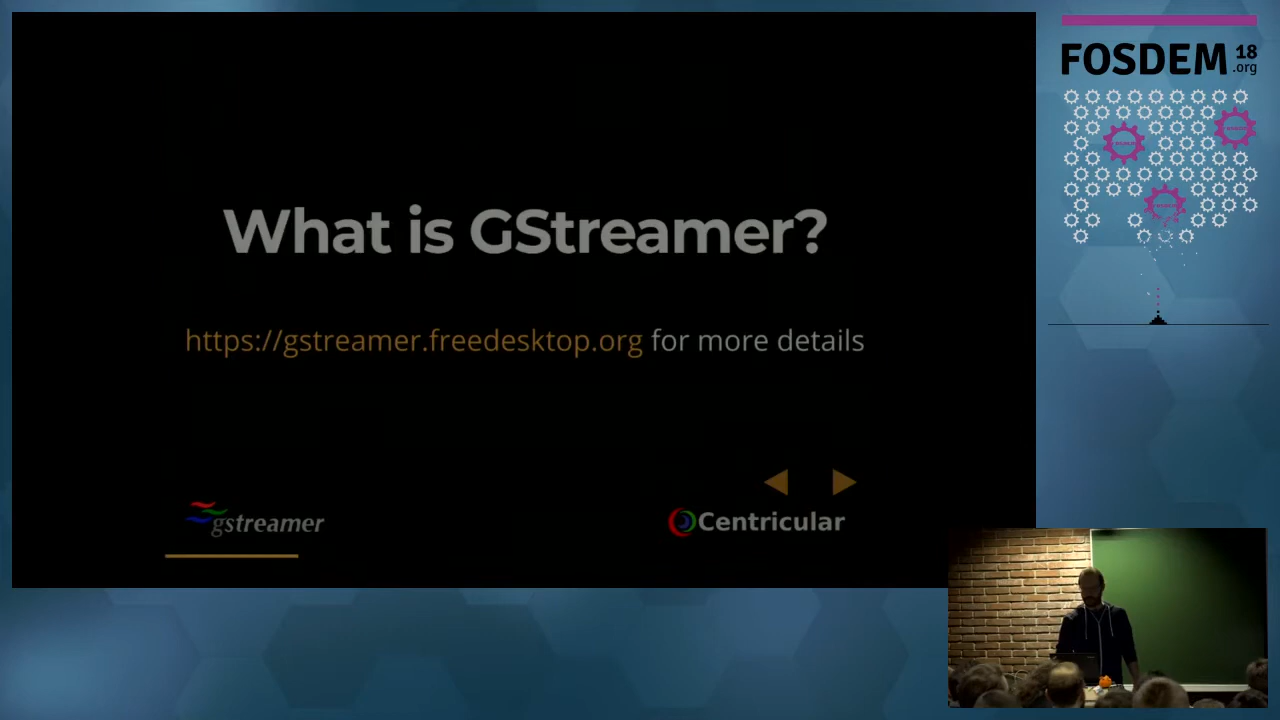 What is GStreamer?
https://gstreamer.freedesktop.org for more details
gstreamer
Centricular
FOSDEM 18
.org